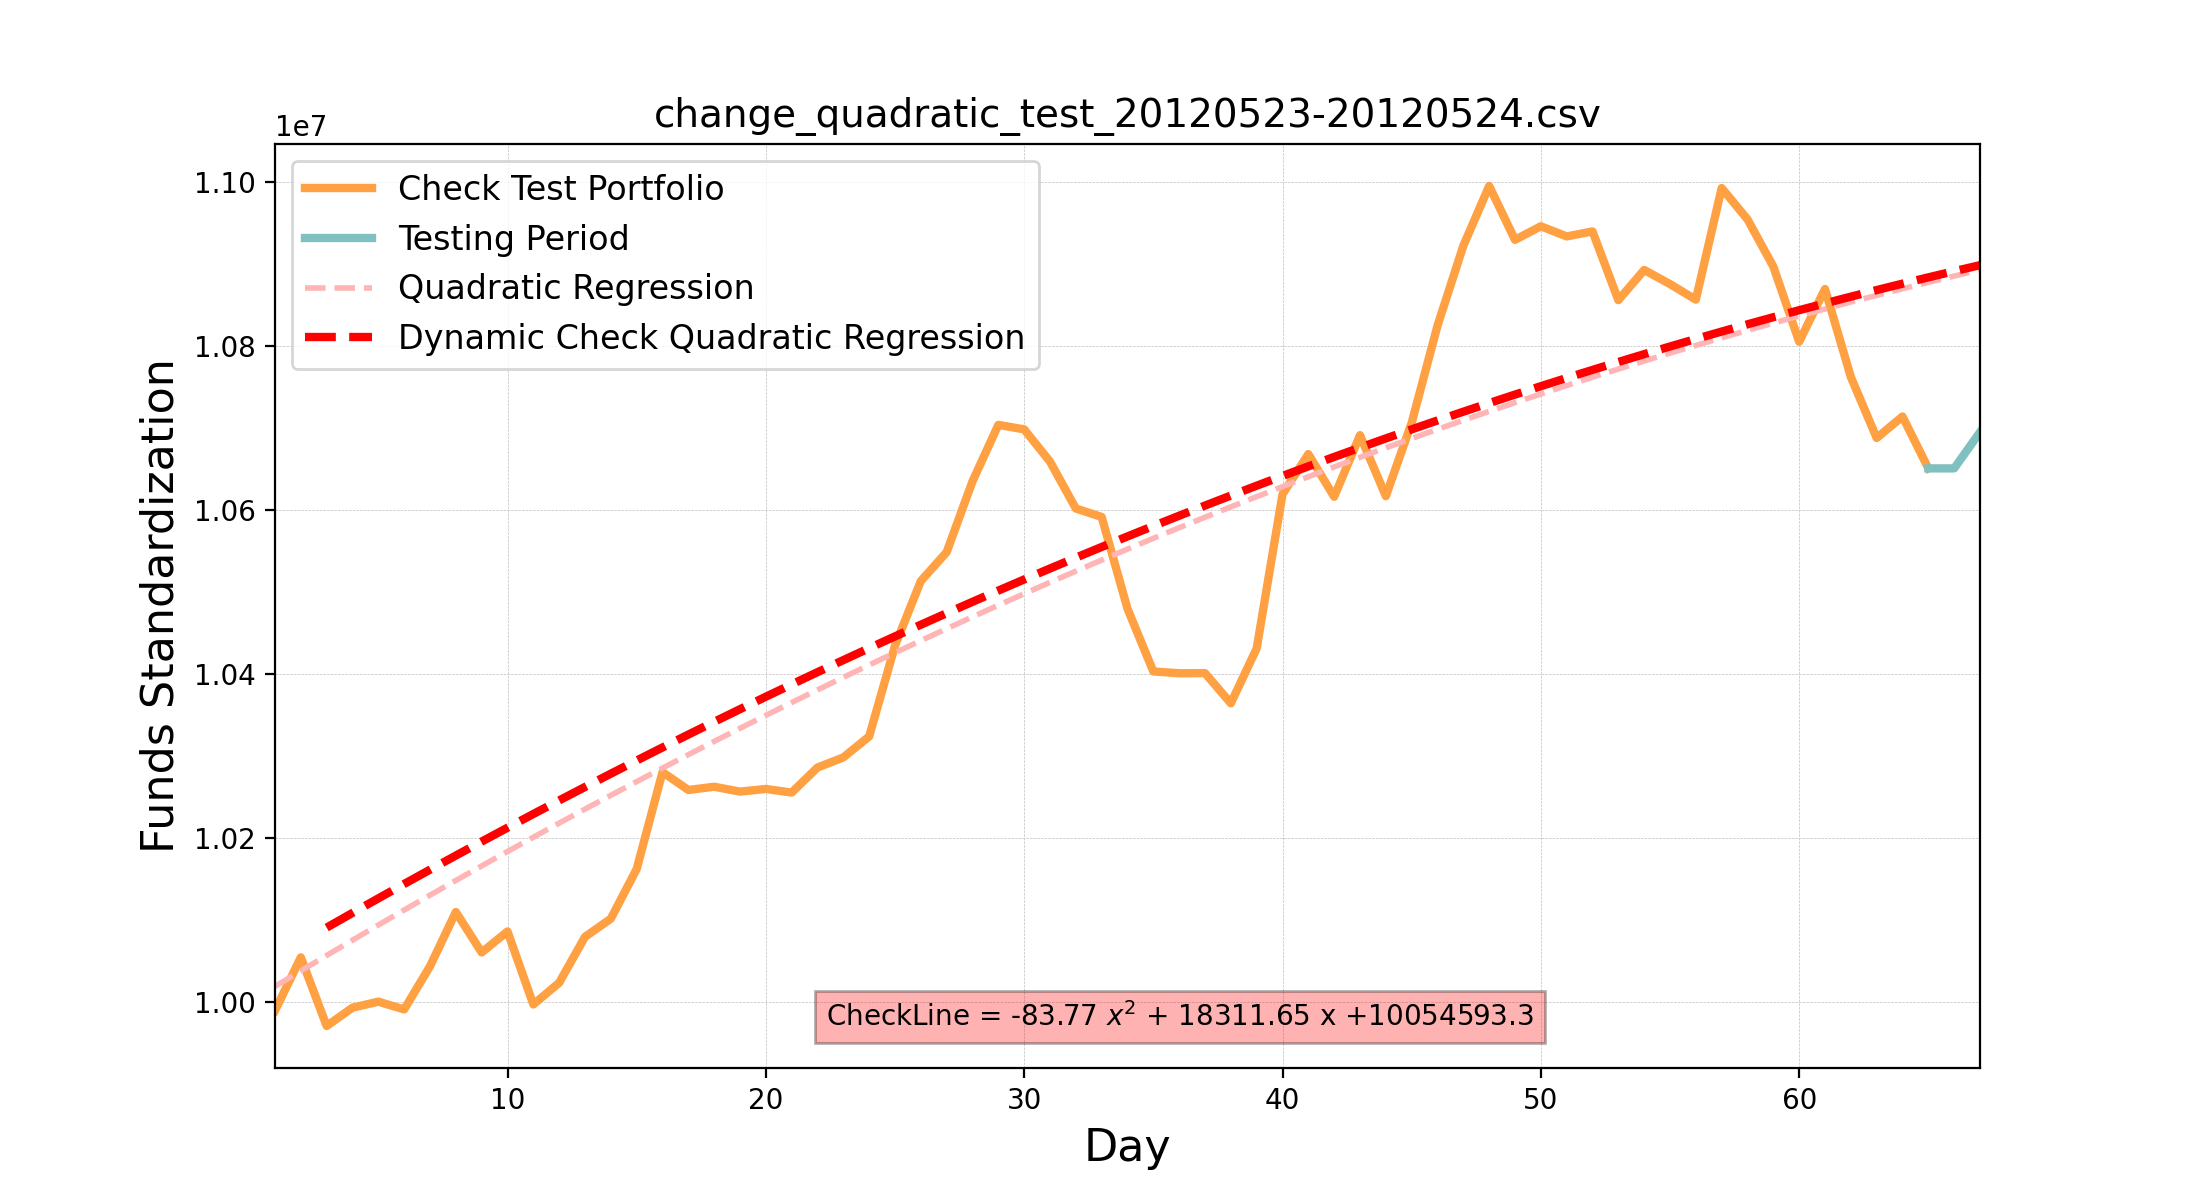 change_quadratic_test_20120523-20120524.csv
1e7
Check Test Portfolio
Testing Period
Quadratic Regression
Dynamic Check Quadratic Regression
1.10
1.08
1.06
1.04
1.02
1.00
Funds Standardization
CheckLine = -83.77 x² + 18311.65 x +10054593.3
10 20 30 40 50 60
Day